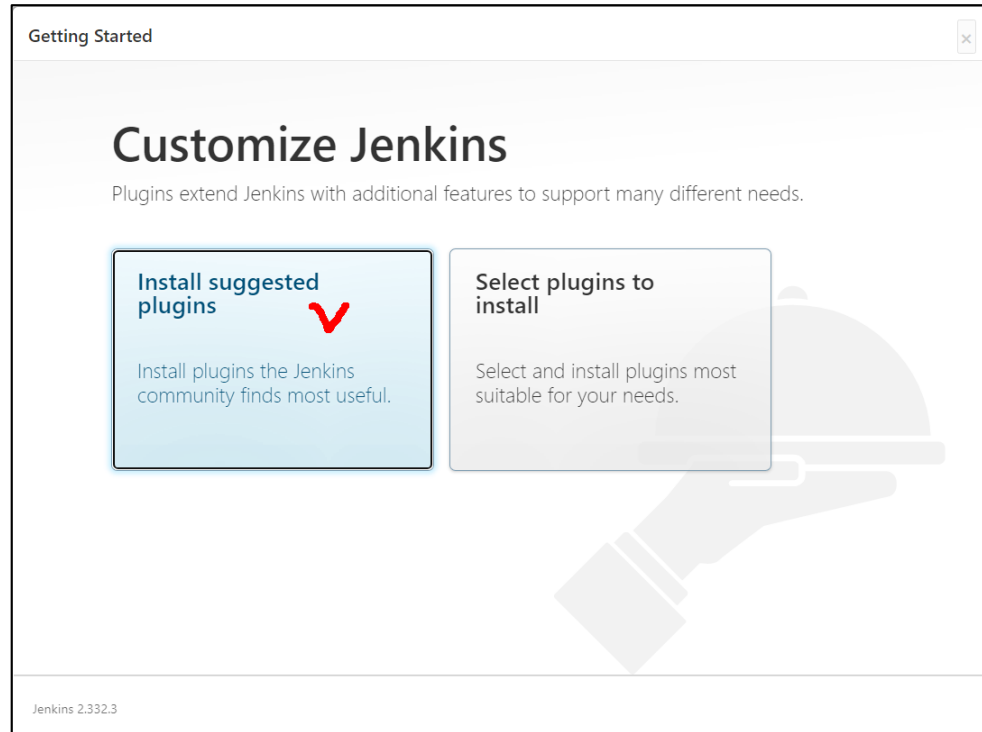 Getting Started
×
Customize Jenkins
Plugins extend Jenkins with additional features to support many different needs.
Install suggested
plugins
Install plugins the Jenkins
community finds most useful.
Select plugins to
install
Select and install plugins most
suitable for your needs.
Jenkins 2.332.3